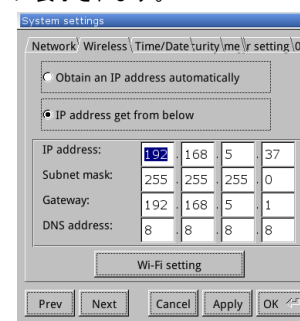 System settings
Network Wireless Time/Date curity me r setting
Obtain an IP address automatically
IP address get from below
IP address: 192 . 168 . 5 . 37
Subnet mask: 255 . 255 . 255 . 0
Gateway: 192 . 168 . 5 . 1
DNS address: 8 . 8 . 8 . 8
Wi-Fi setting
Prev Next Cancel Apply OK